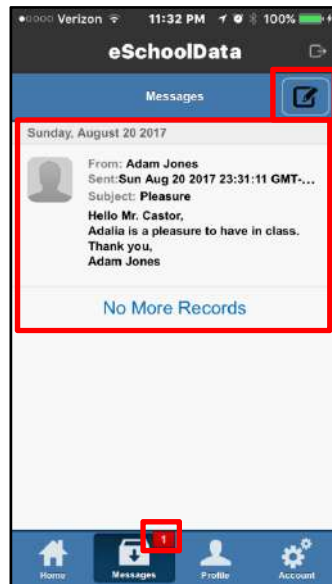 Verizon 11:32 PM 100%
eSchoolData
Messages
Sunday, August 20 2017
From: Adam Jones
Sent:Sun Aug 20 2017 23:31:11 GMT-...
Subject: Pleasure
Hello Mr. Castor,
Adalia is a pleasure to have in class.
Thank you,
Adam Jones
No More Records
1
Home Messages Profile Account